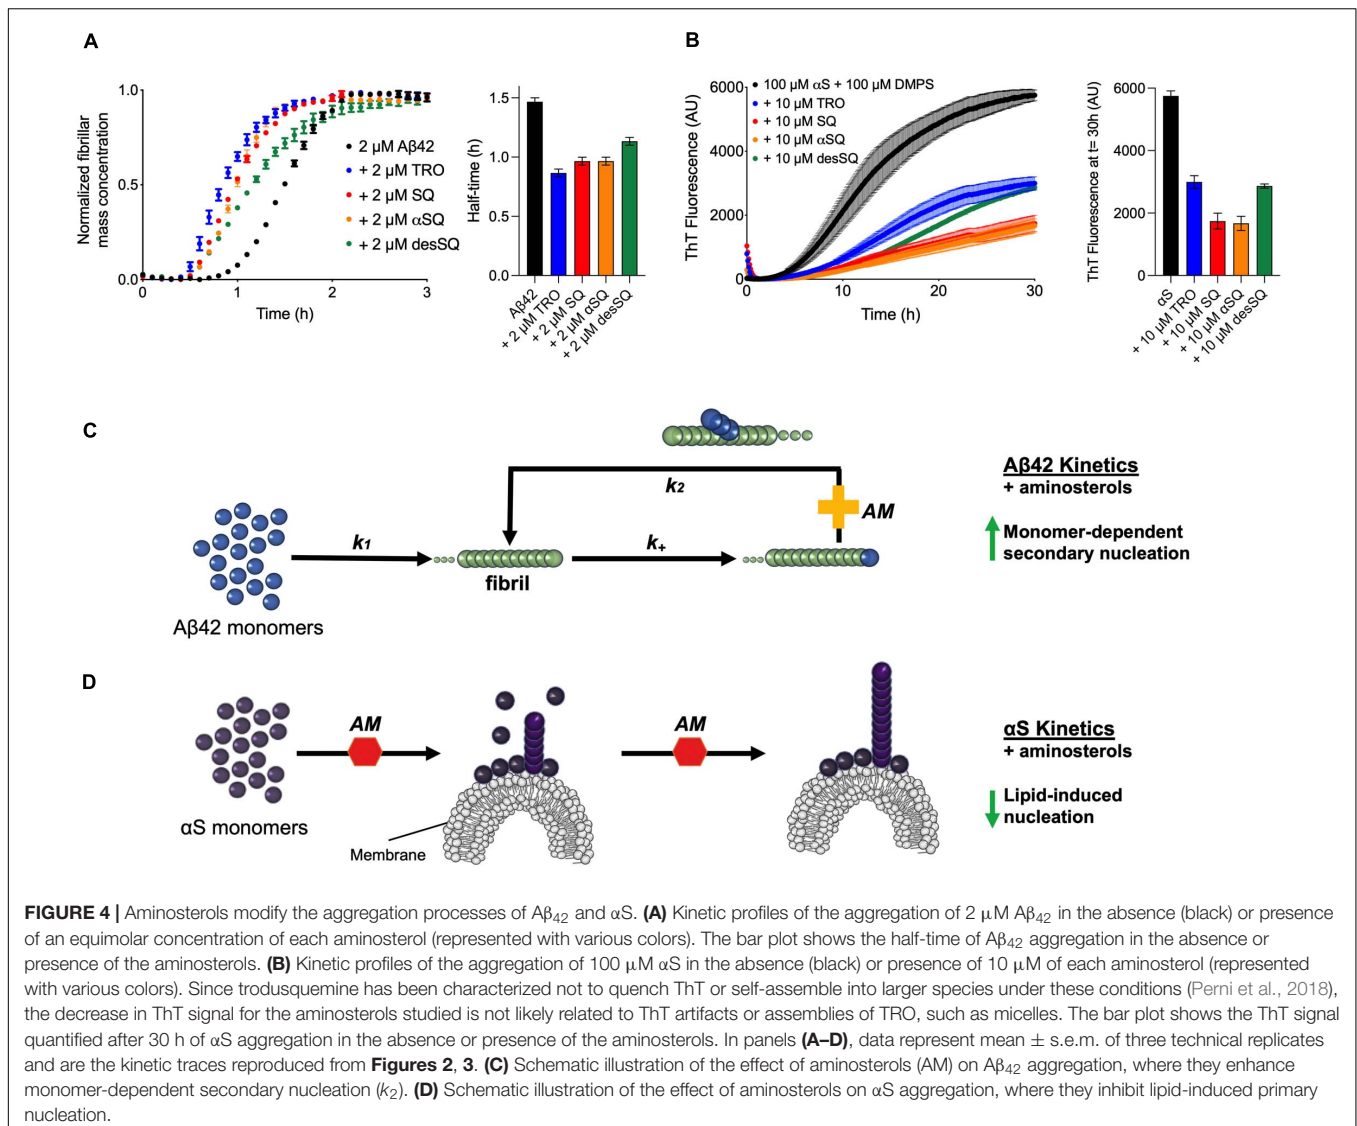 A
Normalized fibrillar
mass concentration
1.0
0.5
0.0
0
1
2
3
Time (h)
2 µM Aβ42
+ 2 µM TRO
+ 2 µM SQ
+ 2 µM αSQ
+ 2 µM desSQ
Half-time (h)
1.5
1.0
0.5
0.0
Aβ42
+ 2 µM TRO
+ 2 µM SQ
+ 2 µM αSQ
+ 2 µM desSQ
B
ThT Fluorescence (AU)
6000
4000
2000
0
0
10
20
30
Time (h)
100 µM αS + 100 µM DMPS
+ 10 µM TRO
+ 10 µM SQ
+ 10 µM αSQ
+ 10 µM desSQ
ThT Fluorescence at t= 30h (AU)
6000
4000
2000
0
αS
+ 10 µM TRO
+ 10 µM SQ
+ 10 µM αSQ
+ 10 µM desSQ
C
Aβ42 monomers
k1
fibril
k+
k2
AM
Aβ42 Kinetics
+ aminosterols
Monomer-dependent
secondary nucleation
D
αS monomers
AM
Membrane
AM
αS Kinetics
+ aminosterols
Lipid-induced
nucleation
FIGURE 4 | Aminosterols modify the aggregation processes of Aβ42 and αS. (A) Kinetic profiles of the aggregation of 2 µM Aβ42 in the absence (black) or presence
of an equimolar concentration of each aminosterol (represented with various colors). The bar plot shows the half-time of Aβ42 aggregation in the absence or
presence of the aminosterols. (B) Kinetic profiles of the aggregation of 100 µM αS in the absence (black) or presence of 10 µM of each aminosterol (represented
with various colors). Since trodusquemine has been characterized not to quench ThT or self-assemble into larger species under these conditions (Perni et al., 2018),
the decrease in ThT signal for the aminosterols studied is not likely related to ThT artifacts or assemblies of TRO, such as micelles. The bar plot shows the ThT signal
quantified after 30 h of αS aggregation in the absence or presence of the aminosterols. In panels (A–D), data represent mean ± s.e.m. of three technical replicates
and are the kinetic traces reproduced from Figures 2, 3. (C) Schematic illustration of the effect of aminosterols (AM) on Aβ42 aggregation, where they enhance
monomer-dependent secondary nucleation (k2). (D) Schematic illustration of the effect of aminosterols on αS aggregation, where they inhibit lipid-induced primary
nucleation.